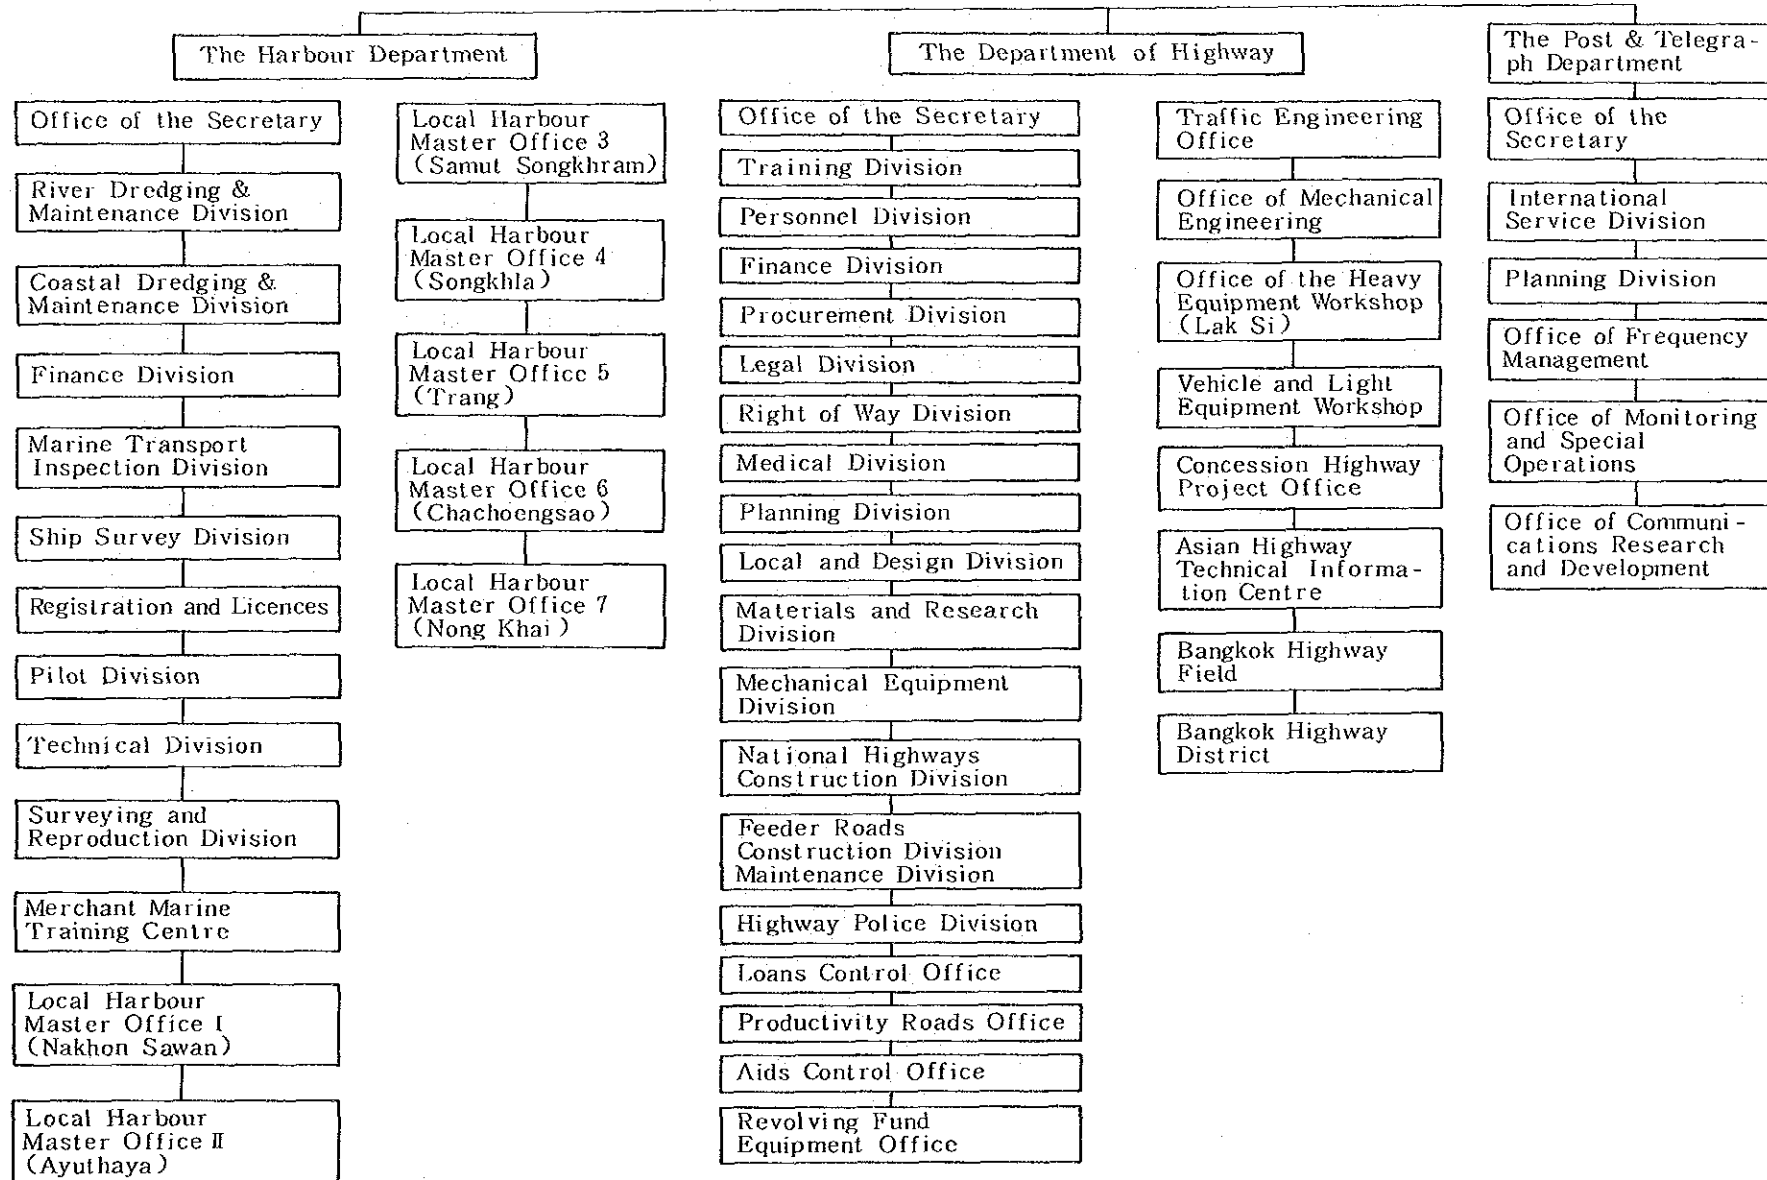 The Harbour Department
Office of the Secretary
River Dredging &
Maintenance Division
Coastal Dredging &
Maintenance Division
Finance Division
Marine Transport
Inspection Division
Ship Survey Division
Registration and Licences
Pilot Division
Technical Division
Surveying and
Reproduction Division
Merchant Marine
Training Centre
Local Harbour
Master Office I
(Nakhon Sawan)
Local Harbour
Master Office II
(Ayuthaya)
Local Harbour
Master Office 3
(Samut Songkhram)
Local Harbour
Master Office 4
(Songkhla)
Local Harbour
Master Office 5
(Trang)
Local Harbour
Master Office 6
(Chachoengsao)
Local Harbour
Master Office 7
(Nong Khai)
The Department of Highway
Office of the Secretary
Training Division
Personnel Division
Finance Division
Procurement Division
Legal Division
Right of Way Division
Medical Division
Planning Division
Local and Design Division
Materials and Research
Division
Mechanical Equipment
Division
National Highways
Construction Division
Feeder Roads
Construction Division
Maintenance Division
Highway Police Division
Loans Control Office
Productivity Roads Office
Aids Control Office
Revolving Fund
Equipment Office
Traffic Engineering
Office
Office of Mechanical
Engineering
Office of the Heavy
Equipment Workshop
(Lak Si)
Vehicle and Light
Equipment Workshop
Concession Highway
Project Office
Asian Highway
Technical Informa-
tion Centre
Bangkok Highway
Field
Bangkok Highway
District
The Post & Telegra-
ph Department
Office of the
Secretary
International
Service Division
Planning Division
Office of Frequency
Management
Office of Monitoring
and Special
Operations
Office of Communi-
cations Research
and Development